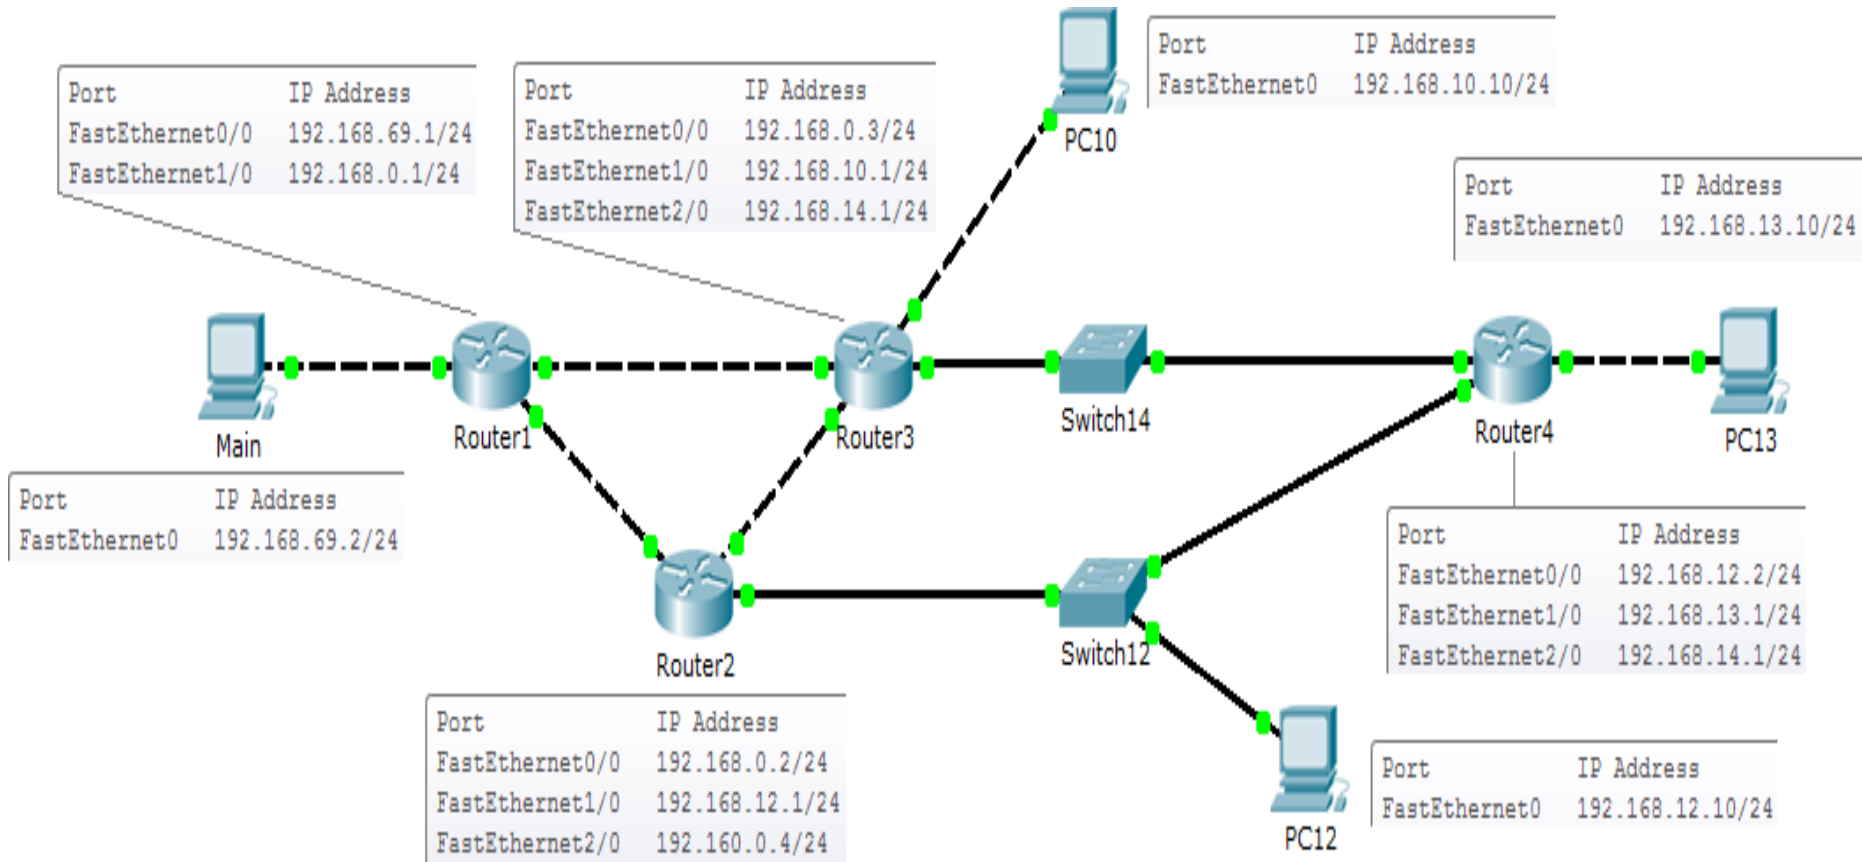 Port IP Address
FastEthernet0/0 192.168.69.1/24
FastEthernet1/0 192.168.0.1/24
Port IP Address
FastEthernet0/0 192.168.0.3/24
FastEthernet1/0 192.168.10.1/24
FastEthernet2/0 192.168.14.1/24
Port IP Address
FastEthernet0 192.168.10.10/24
PC10
Port IP Address
FastEthernet0 192.168.13.10/24
Main
Router1
Router3
Switch14
Router4
PC13
Port IP Address
FastEthernet0 192.168.69.2/24
Port IP Address
FastEthernet0/0 192.168.12.2/24
FastEthernet1/0 192.168.13.1/24
FastEthernet2/0 192.168.14.1/24
Router2
Switch12
Port IP Address
FastEthernet0/0 192.168.0.2/24
FastEthernet1/0 192.168.12.1/24
FastEthernet2/0 192.160.0.4/24
PC12
Port IP Address
FastEthernet0 192.168.12.10/24